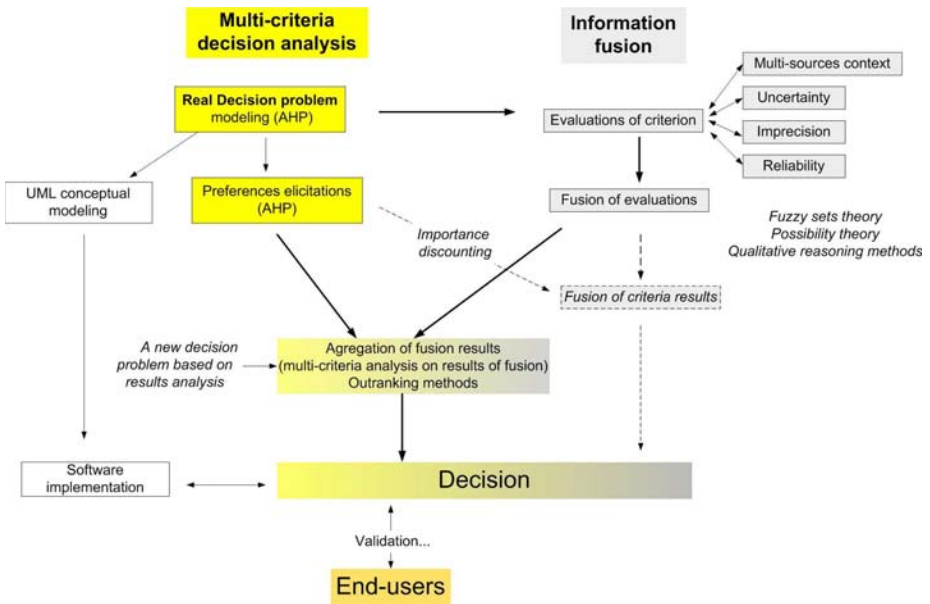 Multi-criteria
decision analysis
Information
fusion
Multi-sources context
Uncertainty
Imprecision
Reliability
Real Decision problem
modeling (AHP)
Evaluations of criterion
UML conceptual
modeling
Preferences elicitations
(AHP)
Fusion of evaluations
Importance
discounting
Fuzzy sets theory
Possibility theory
Qualitative reasoning methods
Fusion of criteria results
A new decision
problem based on
results analysis
Agregation of fusion results
(multi-criteria analysis on results of fusion)
Outranking methods
Software
implementation
Decision
Validation...
End-users